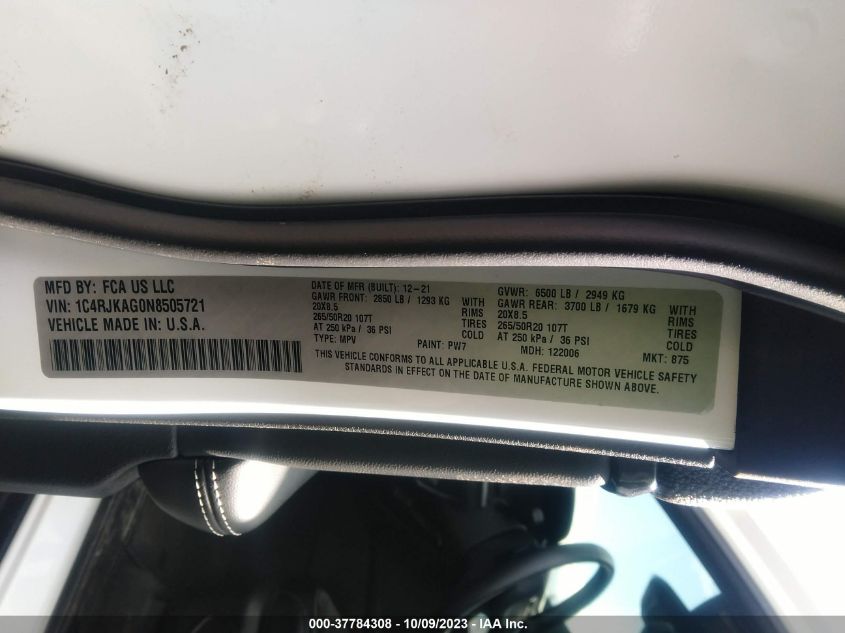 MFD BY: FCA US LLC
VIN: 1C4RJKAG0N8505721
VEHICLE MADE IN: U.S.A.
DATE OF MFR (BUILT): 12-21
GAWR FRONT: 2850 LB / 1293 KG WITH
20X8.5 RIMS
265/50R20 107T TIRES
AT 250 kPa / 36 PSI COLD
TYPE: MPV PAINT: PW7
GVWR: 6500 LB / 2949 KG
GAWR REAR: 3700 LB / 1679 KG WITH
20X8.5 RIMS
265/50R20 107T TIRES
AT 250 kPa / 36 PSI COLD
MDH: 122006 MKT: 875
THIS VEHICLE CONFORMS TO ALL APPLICABLE U.S.A. FEDERAL MOTOR VEHICLE SAFETY
STANDARDS IN EFFECT ON THE DATE OF MANUFACTURE SHOWN ABOVE.
000-37784308 - 10/09/2023 - IAA Inc.